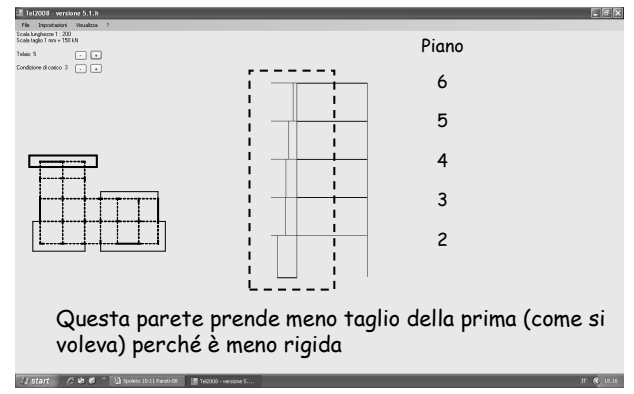 Tel2008 - versione 5.1.h
File Impostazioni Visualizza ?
Scala lunghezze 1 : 200
Scala taglio 1 mm = 150 kN
Telaio 5 - +
Condizione di carico 3 - +
Piano
6
5
4
3
2
Questa parete prende meno taglio della prima (come si
voleva) perché è meno rigida
start Spoleto 10-11 Pareti 08 Tel2008 - versione 5.... IT 18.16